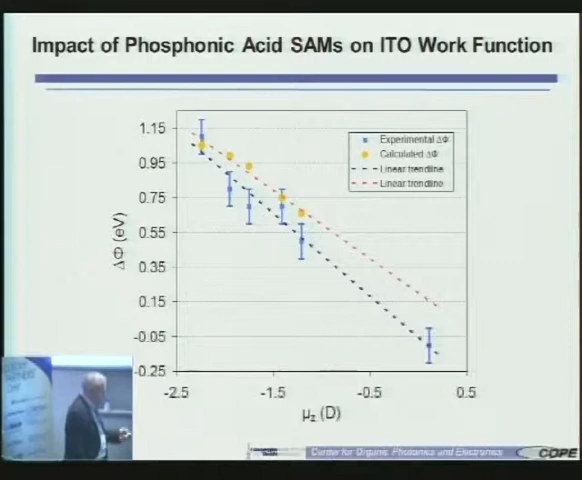 Impact of Phosphonic Acid SAMs on ITO Work Function
1.15
0.95
0.75
0.55
0.35
0.15
-0.05
-0.25
ΔΦ (eV)
Experimental ΔΦ
Calculated ΔΦ
Linear trendline
Linear trendline
-2.5
-1.5
-0.5
0.5
μz (D)
Center for Organic Photonics and Electronics
COPE